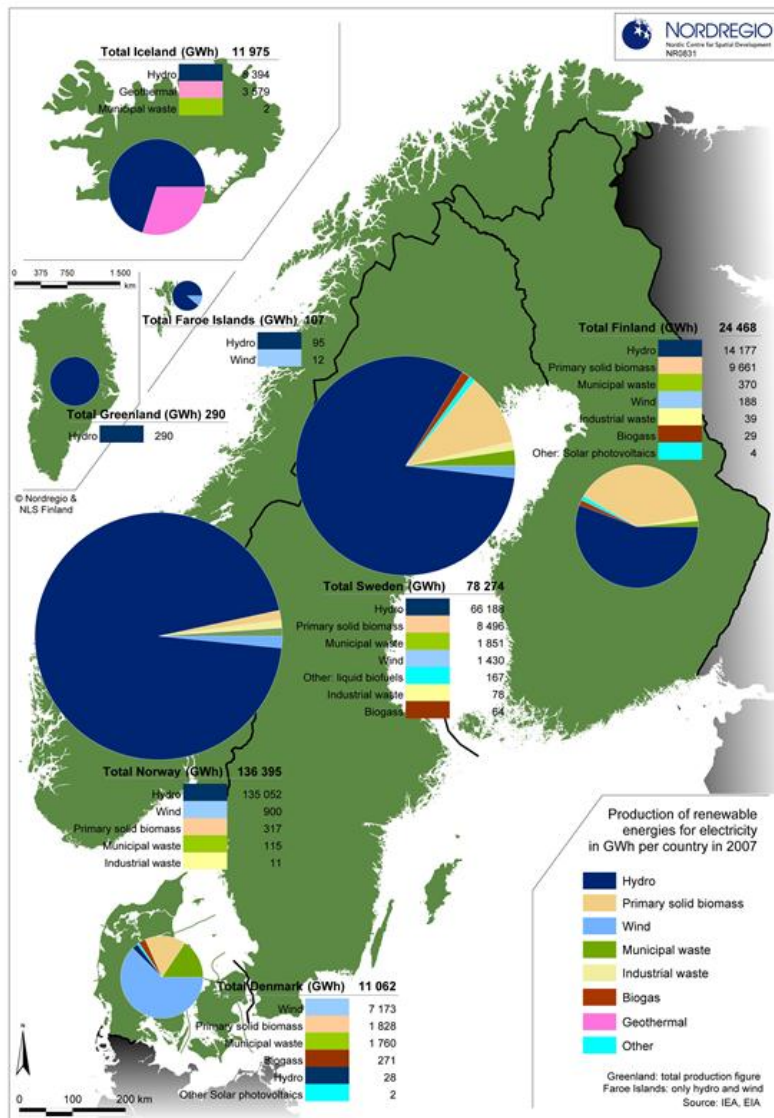 NORDREGIO
Nordic Centre for Spatial Development
NR0831
Total Iceland (GWh) 11 975
Hydro 8 394
Geothermal 3 579
Municipal waste 2
0 375 750 1 500
km
Total Faroe Islands (GWh) 107
Hydro 95
Wind 12
Total Greenland (GWh) 290
Hydro 290
© Nordregio &
NLS Finland
Total Finland (GWh) 24 468
Hydro 14 177
Primary solid biomass 9 661
Municipal waste 370
Wind 188
Industrial waste 39
Biogass 29
Oher: Solar photovoltaics 4
Total Sweden (GWh) 78 274
Hydro 66 188
Primary solid biomass 8 496
Municipal waste 1 851
Wind 1 430
Other: liquid biofuels 167
Industrial waste 78
Biogass 64
Total Norway (GWh) 136 395
Hydro 135 052
Wind 900
Primary solid biomass 317
Municipal waste 115
Industrial waste 11
Total Denmark (GWh) 11 062
Wind 7 173
Primary solid biomass 1 828
Municipal waste 1 760
Biogass 271
Hydro 28
Other Solar photovoltaics 2
Production of renewable
energies for electricity
in GWh per country in 2007
Hydro
Primary solid biomass
Wind
Municipal waste
Industrial waste
Biogas
Geothermal
Other
Greenland: total production figure
Faroe Islands: only hydro and wind
Source: IEA, EIA
N
0 100 200 km